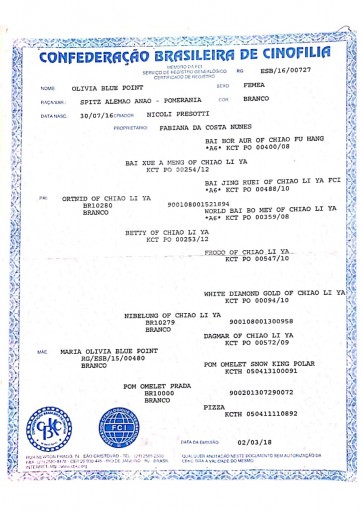 CONFEDERAÇÃO BRASILEIRA DE CINOFILIA
MEMBRO DA FCI
SERVIÇO DE REGISTRO GENEALÓGICO
CERTIFICADO DE REGISTRO
RG ESB/16/00727
NOME: OLIVIA BLUE POINT SEXO FEMEA
RAÇA/VAR.: SPITZ ALEMAO ANAO - POMERANIA COR BRANCO
DATA NASC. 30/07/16 CRIADOR: NICOLI PRESOTTI
PROPRIETÁRIO: FABIANA DA COSTA NUNES
BAI HOR AUR OF CHIAO FU HANG
*A6* KCT PO 00400/08
BAI XUE A MENG OF CHIAO LI YA
KCT PO 00254/12
BAI JING RUEI OF CHIAO LI YA FCI
*A6* KCT PO 00488/10
PAI: ORTNID OF CHIAO LI YA
BR10280 900108001521894
BRANCO
WORLD BAI BO MEY OF CHIAO LI YA
*A6* KCT PO 00359/08
BETTY OF CHIAO LI YA
KCT PO 00253/12
FRODO OF CHIAO LI YA
KCT PO 00547/10
WHITE DIAMOND GOLD OF CHIAO LI YA
KCT PO 00094/10
NIBELUNG OF CHIAO LI YA
BR10279 900108001300958
BRANCO
DAGMAR OF CHIAO LI YA
KCT PO 00572/09
MÃE: MARIA OLIVIA BLUE POINT
RG/ESB/15/00480
BRANCO
POM OMELET SNOW KING POLAR
KCTH 050413100091
POM OMELET PRADA
BR10000 900201307290072
BRANCO
PIZZA
KCTH 050411110892
CBKC
FCI
DATA DA EMISSÃO 02/03/18
QUALQUER ANOTAÇÃO NESTE DOCUMENTO SEM AUTORIZAÇÃO DA
CBKC TIRA A VALIDADE DO MESMO.